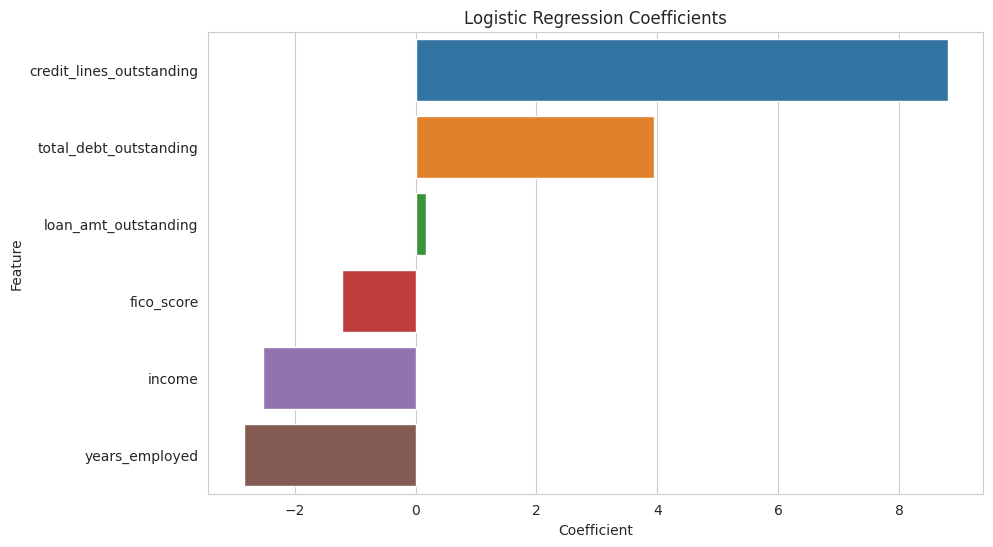 Logistic Regression Coefficients
Feature
credit_lines_outstanding
total_debt_outstanding
loan_amt_outstanding
fico_score
income
years_employed
−2
0
2
4
6
8
Coefficient